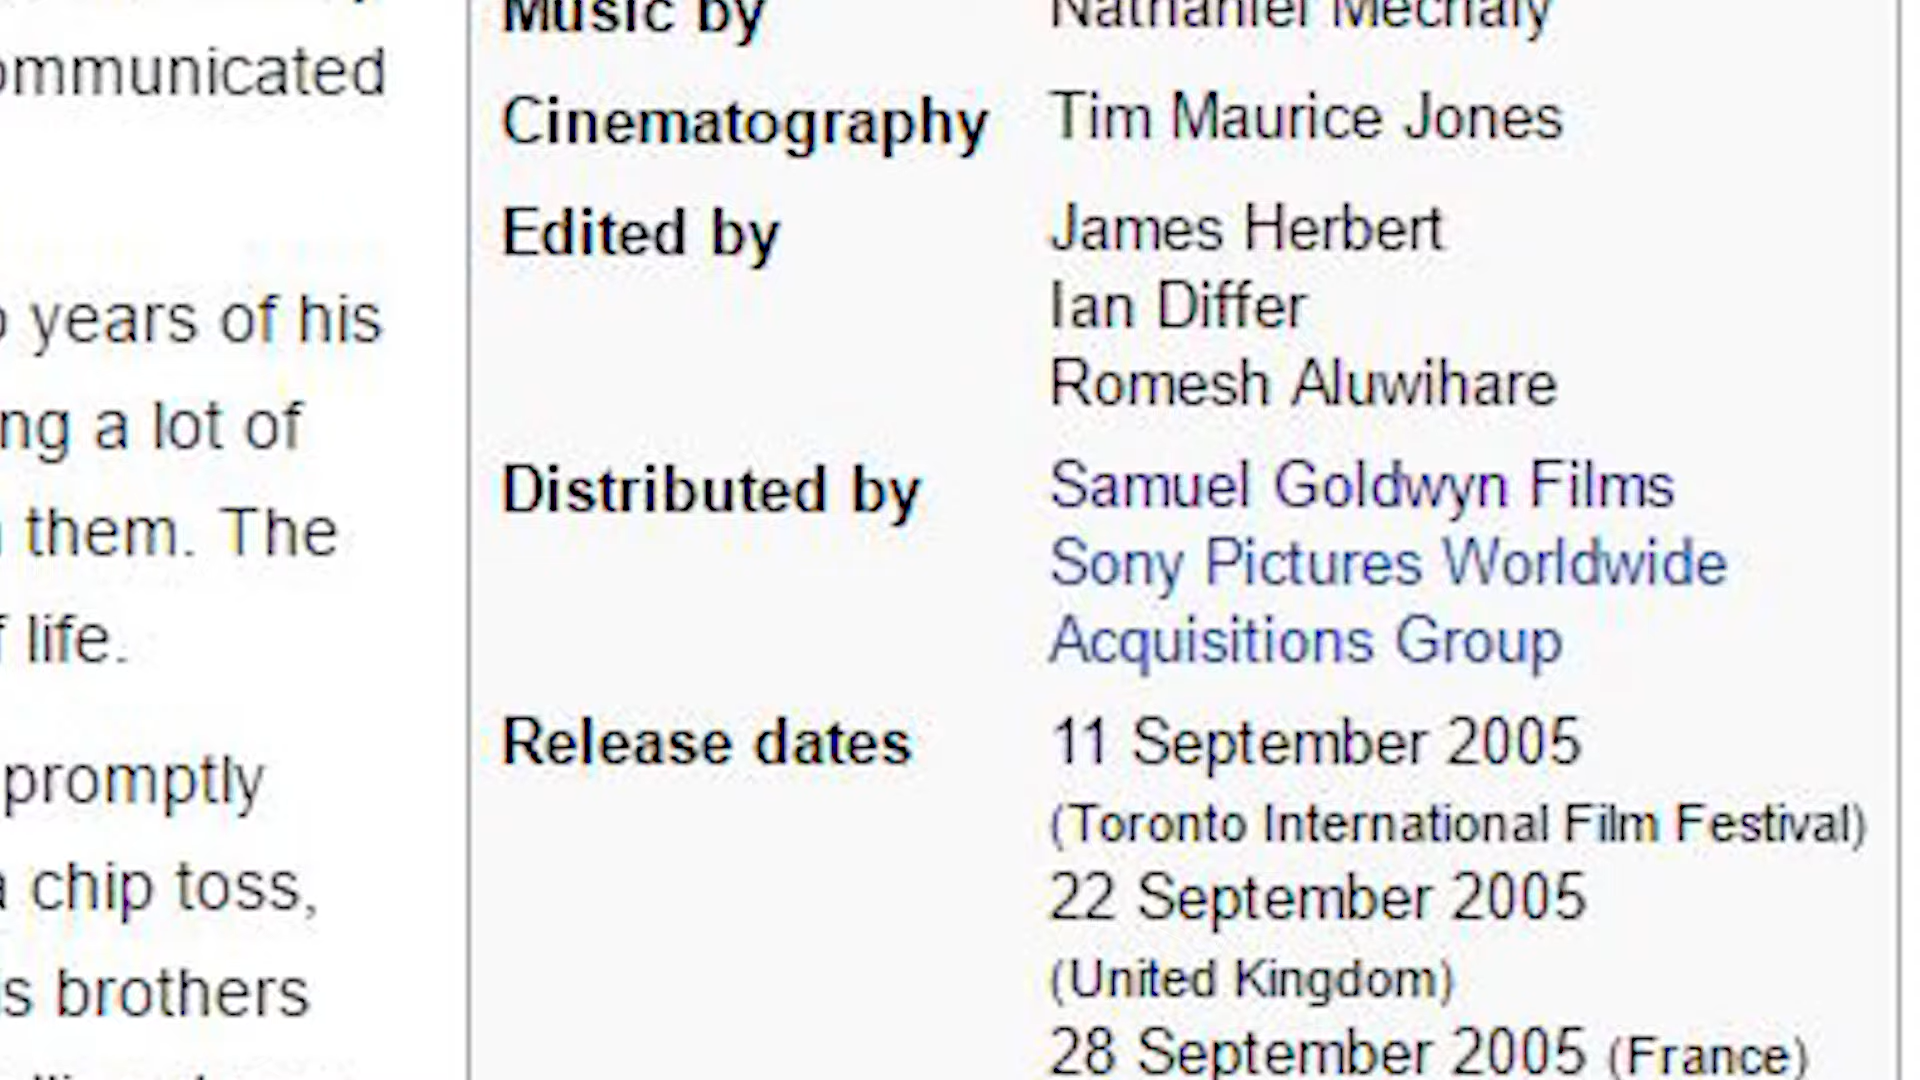 ommunicated
years of his
ng a lot of
them. The
life.
promptly
chip toss,
s brothers
Music by
Nathaniel Mechaly
Cinematography
Tim Maurice Jones
Edited by
James Herbert
Ian Differ
Romesh Aluwihare
Distributed by
Samuel Goldwyn Films
Sony Pictures Worldwide
Acquisitions Group
Release dates
11 September 2005
(Toronto International Film Festival)
22 September 2005
(United Kingdom)
28 September 2005 (France)